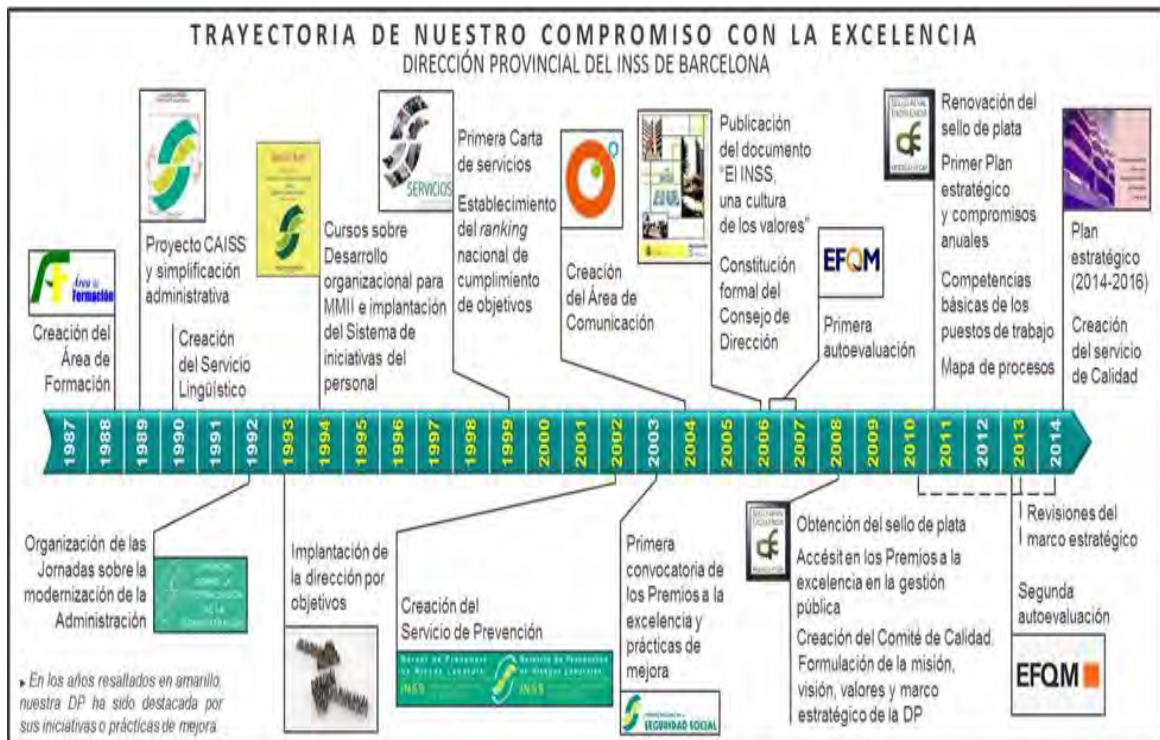 TRAYECTORIA DE NUESTRO COMPROMISO CON LA EXCELENCIA
DIRECCIÓN PROVINCIAL DEL INSS DE BARCELONA
Área de
Formación
Creación del
Área de
Formación
Proyecto CAISS
y simplificación
administrativa
Creación
del Servicio
Lingüístico
Cursos sobre
Desarrollo
organizacional para
MMII e implantación
del Sistema de
iniciativas del
personal
SERVICIOS
Primera Carta
de servicios
Establecimiento
del ranking
nacional de
cumplimiento de
objetivos
Creación
del Área de
Comunicación
Publicación
del documento
"El INSS,
una cultura
de los valores"
Constitución
formal del
Consejo de
Dirección
EFQM
Primera
autoevaluación
Renovación del
sello de plata
Primer Plan
estratégico
y compromisos
anuales
Competencias
básicas de los
puestos de trabajo
Mapa de procesos
Plan
estratégico
(2014-2016)
Creación
del servicio
de Calidad
1987 1988 1989 1990 1991 1992 1993 1994 1995 1996 1997 1998 1999 2000 2001 2002 2003 2004 2005 2006 2007 2008 2009 2010 2011 2012 2013 2014
Organización de las
Jornadas sobre la
modernización de la
Administración
Implantación de
la dirección por
objetivos
Creación del
Servicio de Prevención
INSS
INSS
Primera
convocatoria de
los Premios a la
excelencia y
prácticas de
mejora
SEGURIDAD SOCIAL
Obtención del sello de plata
Accésit en los Premios a la
excelencia en la gestión
pública
Creación del Comité de Calidad.
Formulación de la misión,
visión, valores y marco
estratégico de la DP
Revisiones del
marco estratégico
Segunda
autoevaluación
EFQM
▸ En los años resaltados en amarillo,
nuestra DP ha sido destacada por
sus iniciativas o prácticas de mejora